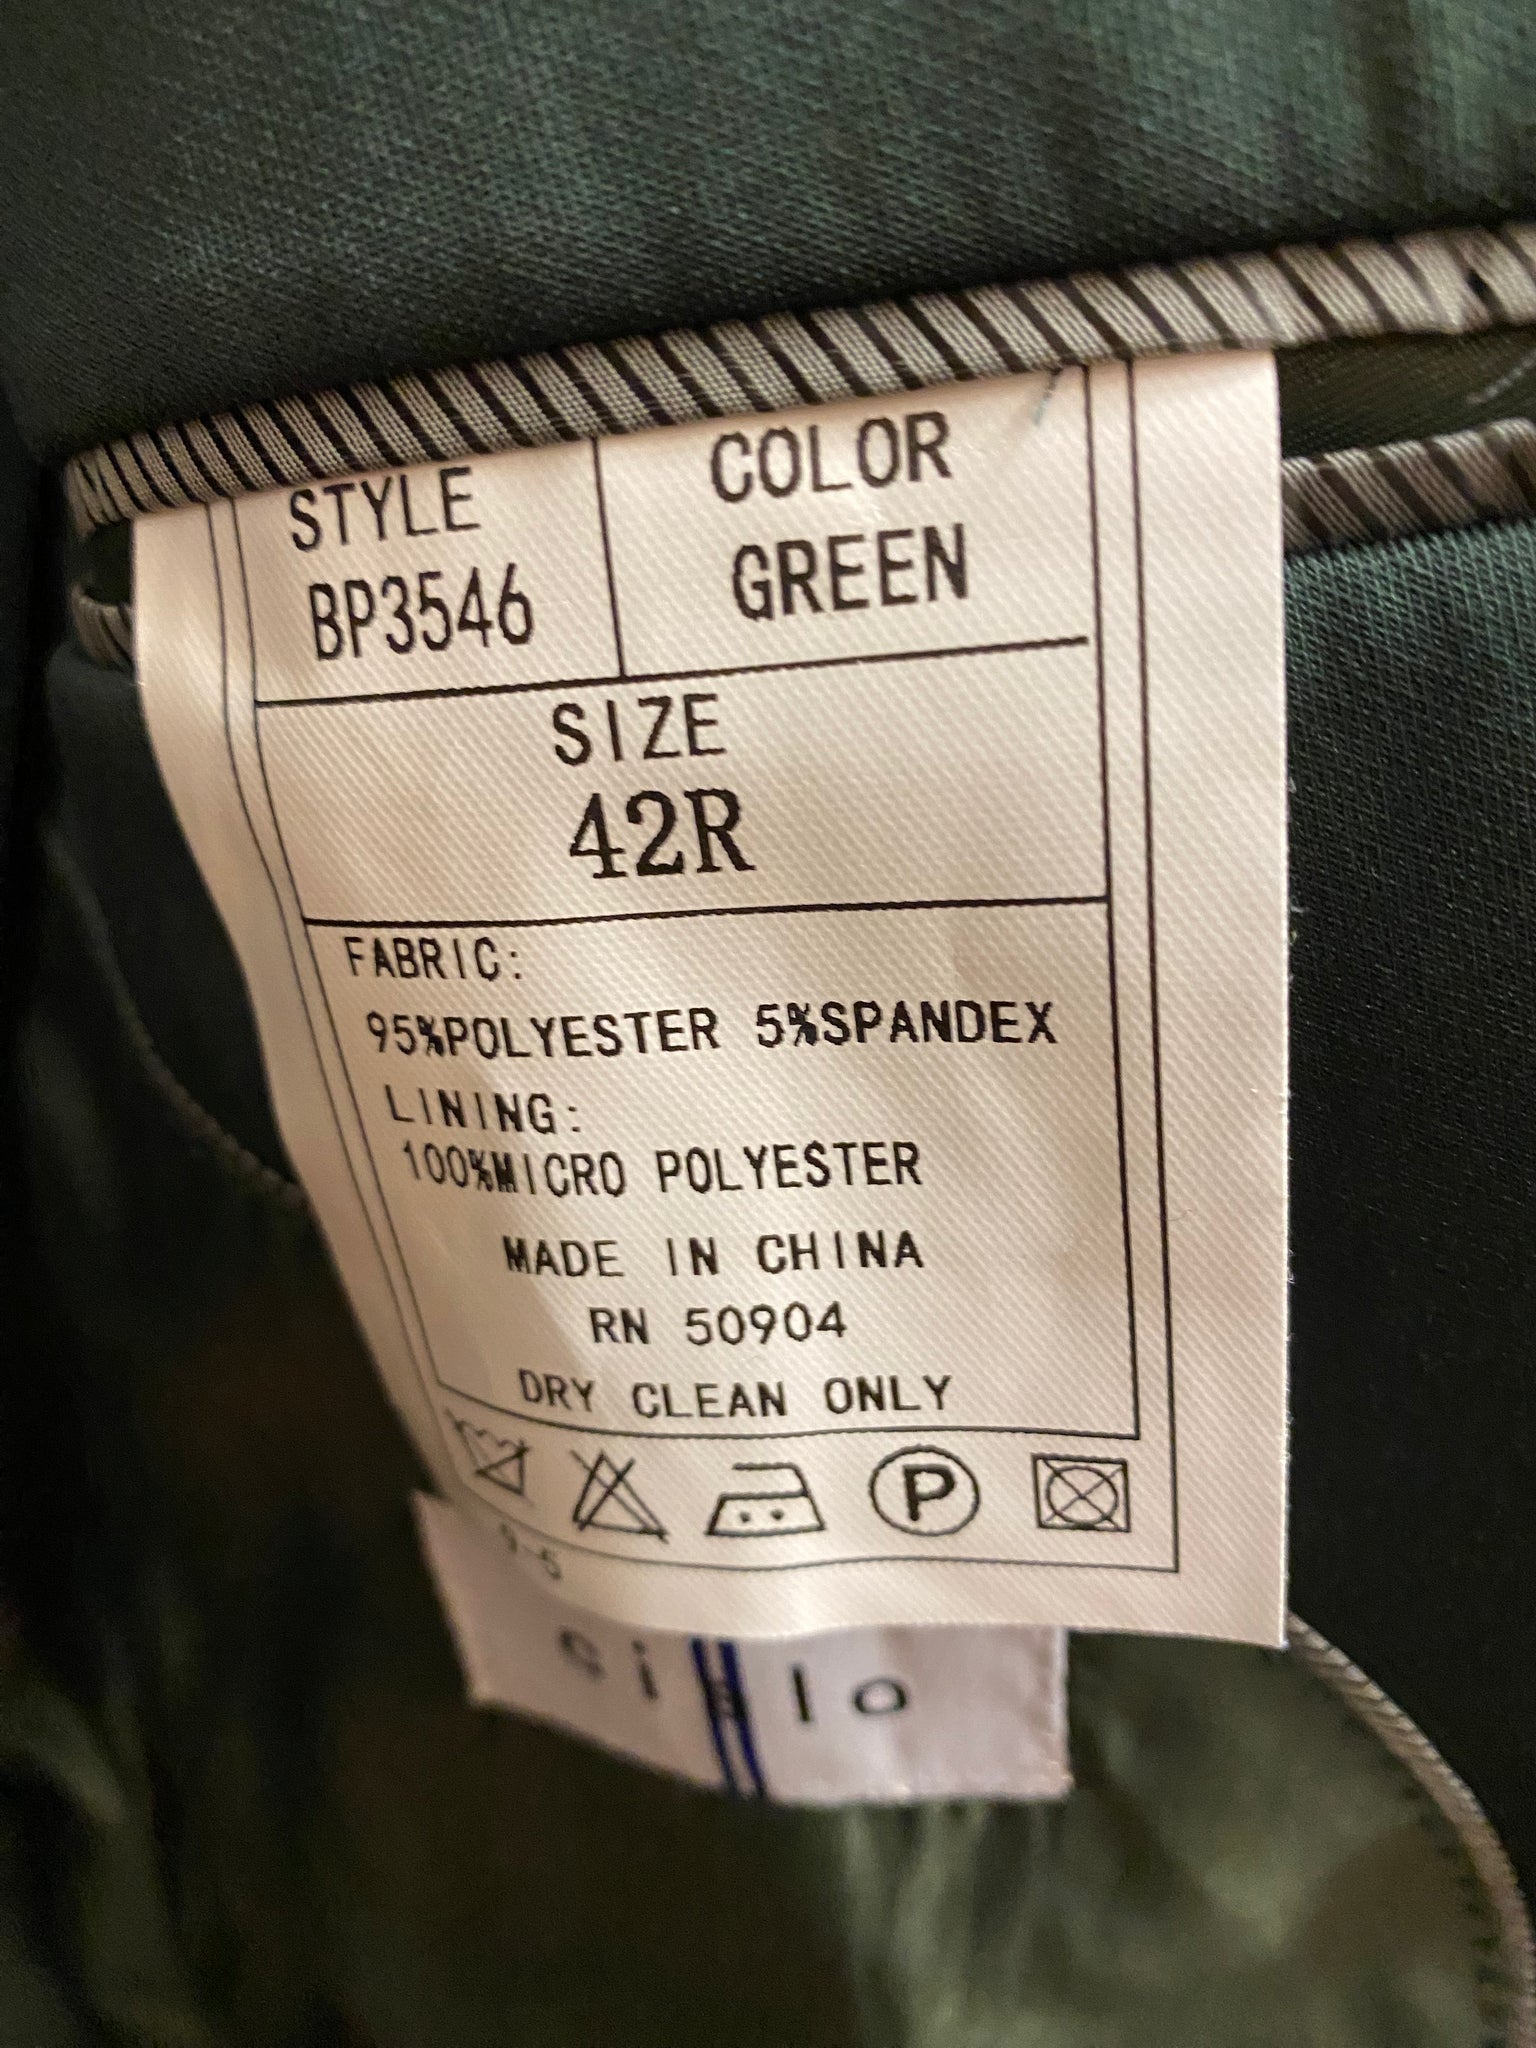 STYLE
BP3546
COLOR
GREEN
SIZE
42R
FABRIC:
95%POLYESTER 5%SPANDEX
LINING:
100%MICRO POLYESTER
MADE IN CHINA
RN 50904
DRY CLEAN ONLY
P